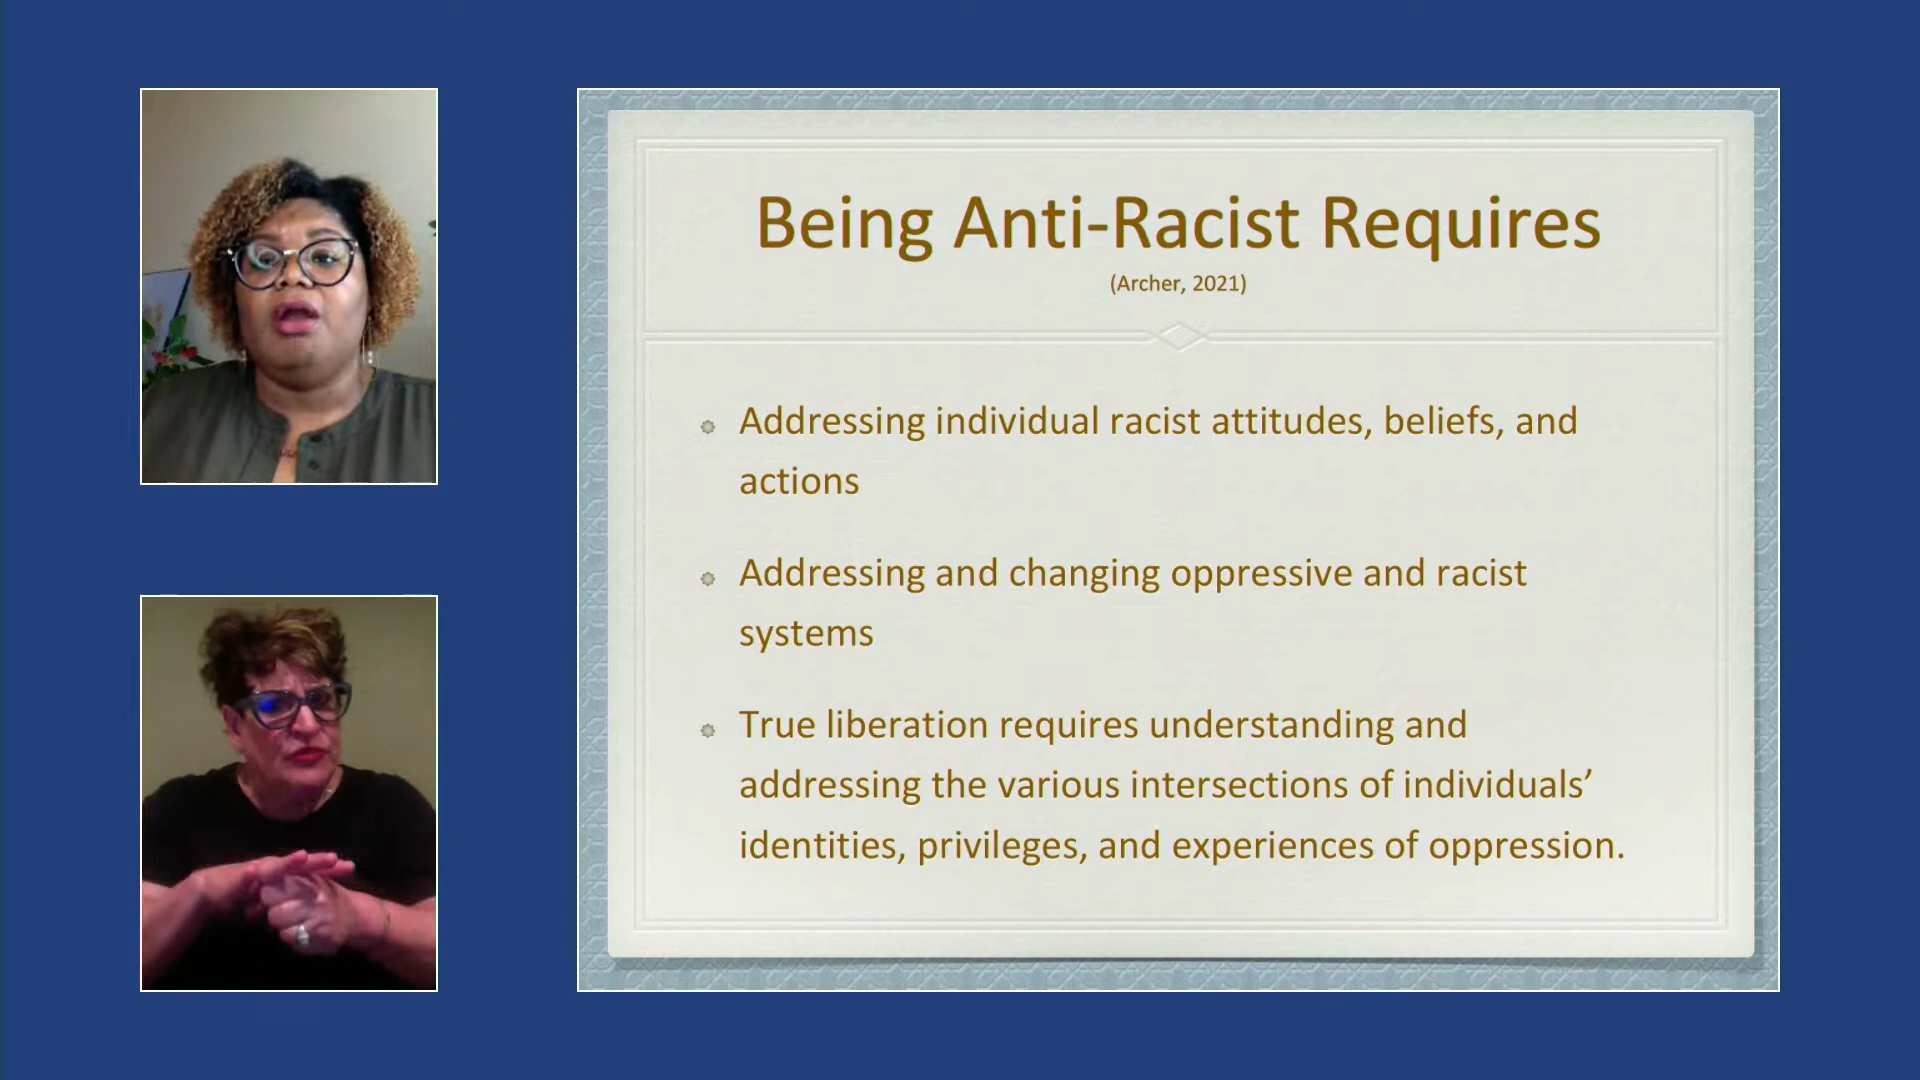 Being Anti-Racist Requires
(Archer, 2021)
Addressing individual racist attitudes, beliefs, and
actions
Addressing and changing oppressive and racist
systems
True liberation requires understanding and
addressing the various intersections of individuals’
identities, privileges, and experiences of oppression.